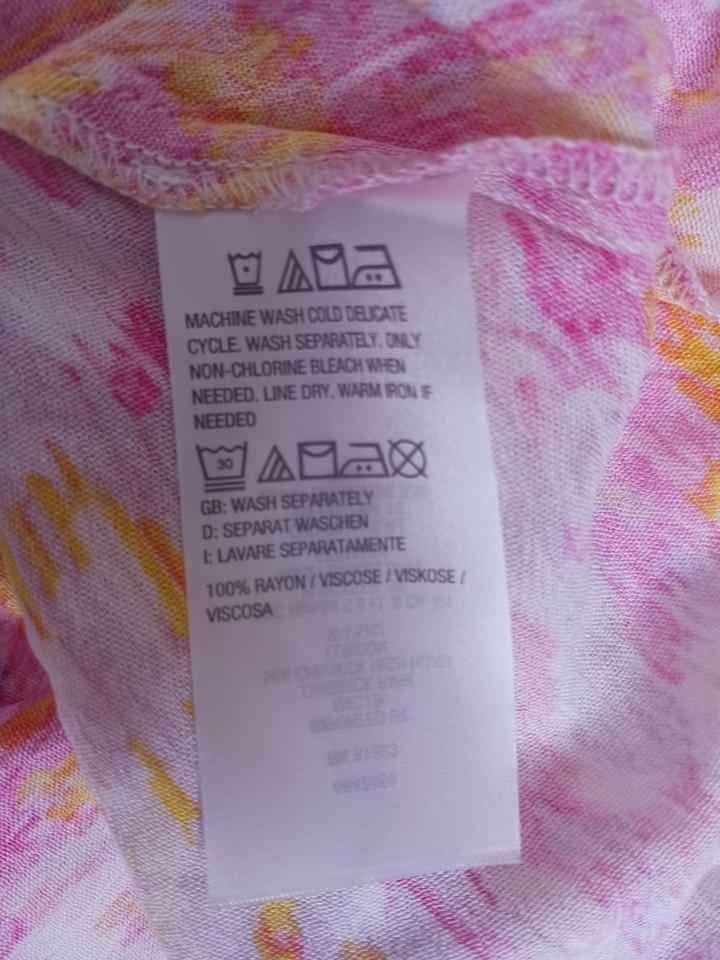 MACHINE WASH COLD DELICATE
CYCLE. WASH SEPARATELY. ONLY
NON-CHLORINE BLEACH WHEN
NEEDED. LINE DRY. WARM IRON IF
NEEDED
30
GB: WASH SEPARATELY
D: SEPARAT WASCHEN
I: LAVARE SEPARATAMENTE
100% RAYON / VISCOSE / VISKOSE /
VISCOSA